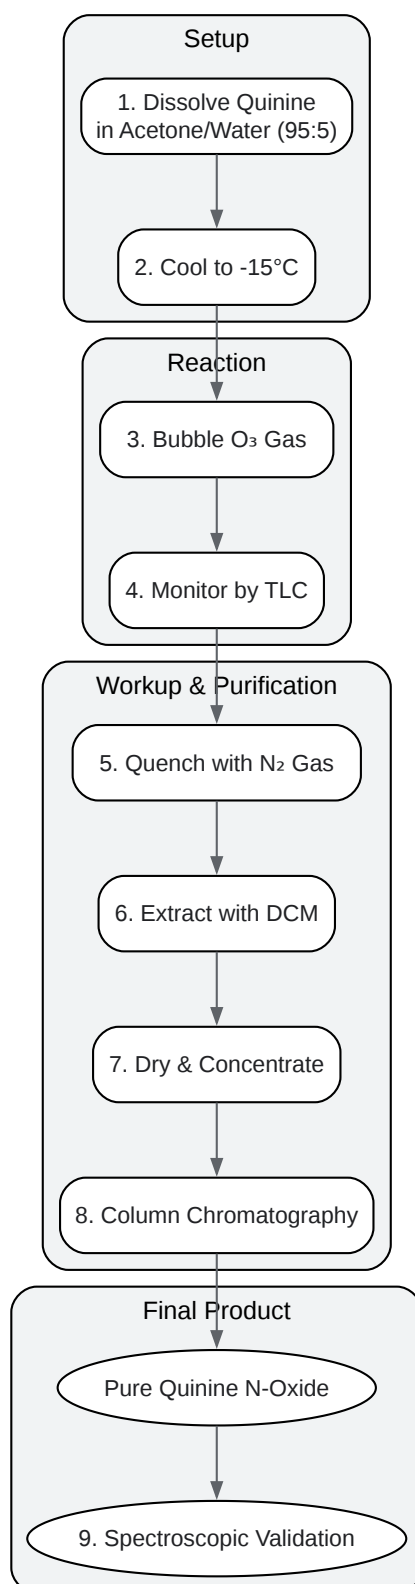 Setup
1. Dissolve Quinine
in Acetone/Water (95:5)
2. Cool to -15°C
Reaction
3. Bubble O₃ Gas
4. Monitor by TLC
Workup & Purification
5. Quench with N₂ Gas
6. Extract with DCM
7. Dry & Concentrate
8. Column Chromatography
Final Product
Pure Quinine N-Oxide
9. Spectroscopic Validation